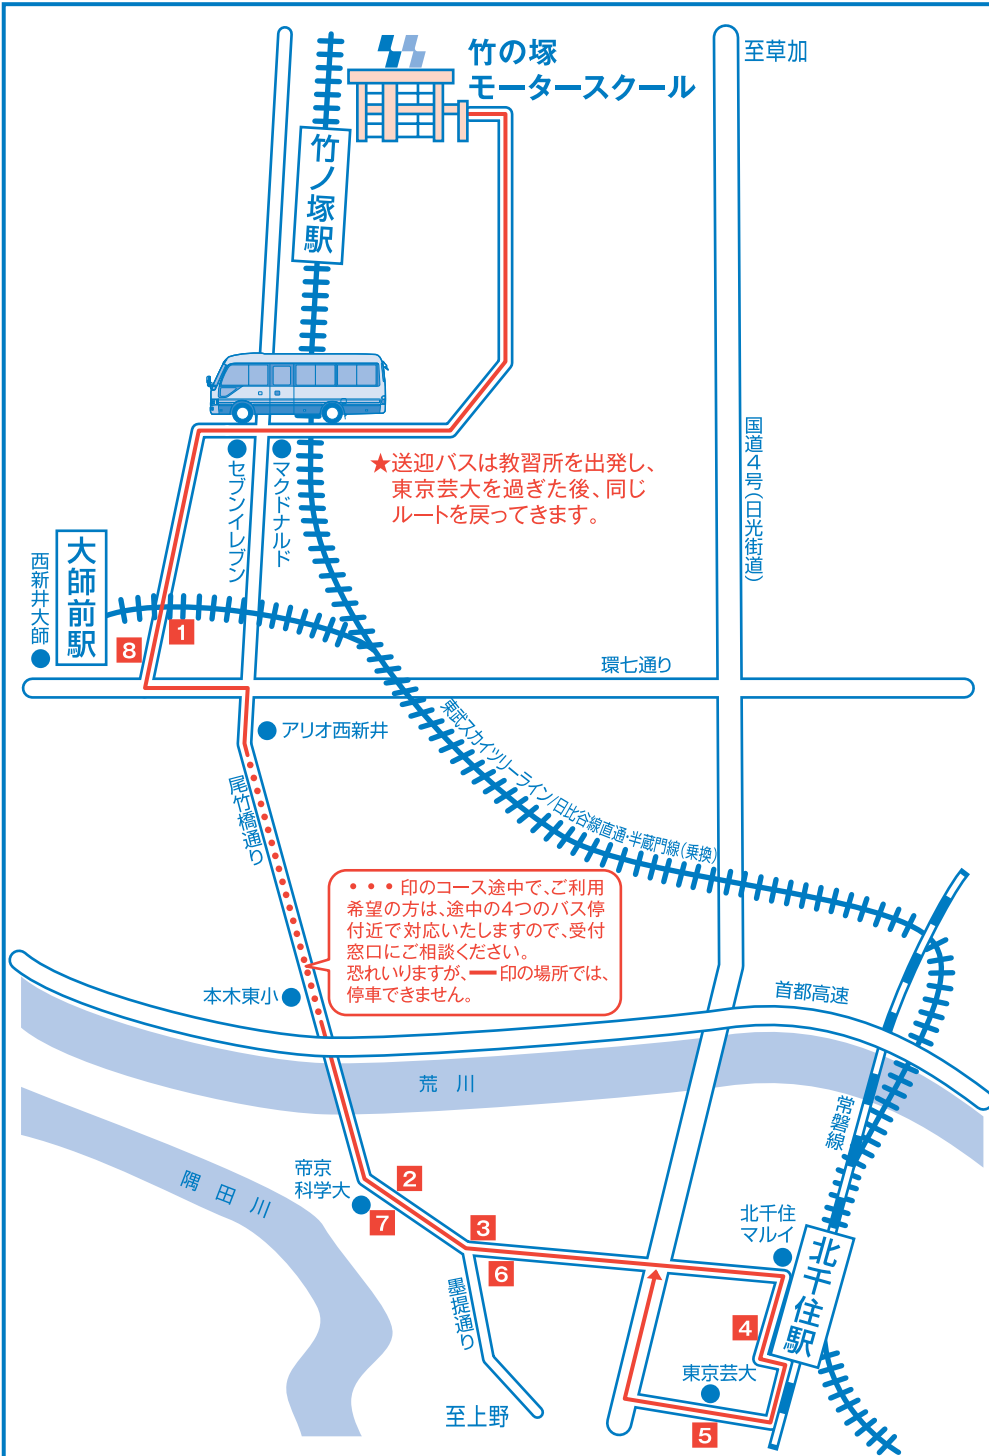 竹の塚
モータースクール
至草加
竹ノ塚駅
国道4号(日光街道)
セブンイレブン
マクドナルド
★送迎バスは教習所を出発し、
東京芸大を過ぎた後、同じ
ルートを戻ってきます。
西新井大師
大師前駅
1
8
環七通り
アリオ西新井
東武スカイツリーライン/日比谷線直通・半蔵門線(乗換)
尾竹橋通り
・・・印のコース途中で、ご利用
希望の方は、途中の4つのバス停
付近で対応いたしますので、受付
窓口にご相談ください。
恐れいりますが、━印の場所では、
停車できません。
本木東小
首都高速
荒川
常磐線
隅田川
帝京
科学大
2
7
3
6
北千住
マルイ
北千住駅
墨提通り
4
東京芸大
5
至上野